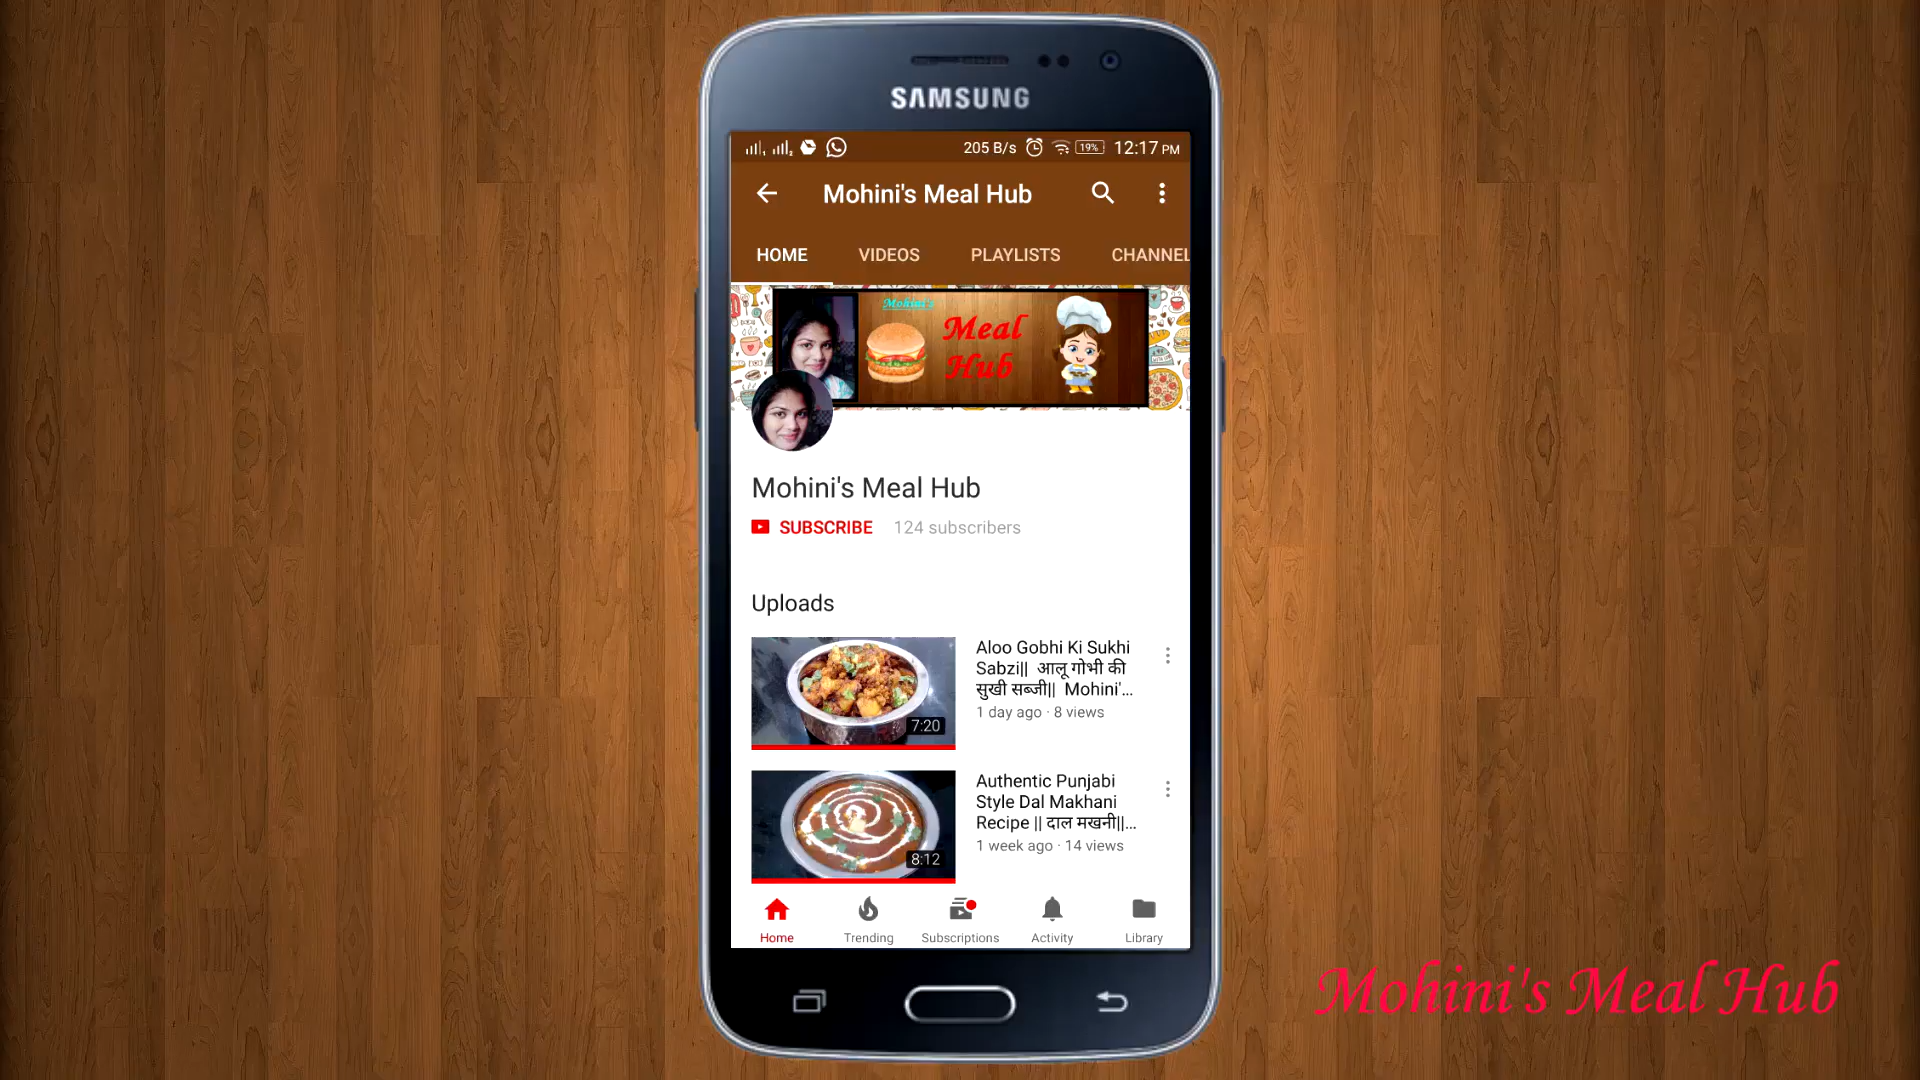 SAMSUNG
205 B/s 19% 12:17 PM
Mohini's Meal Hub
HOME VIDEOS PLAYLISTS CHANNEL
Mohini's
Meal
Hub
Mohini's Meal Hub
SUBSCRIBE 124 subscribers
Uploads
Aloo Gobhi Ki Sukhi
Sabzi|| आलू गोभी की
सुखी सब्जी|| Mohini'...
1 day ago · 8 views
7:20
Authentic Punjabi
Style Dal Makhani
Recipe || दाल मखनी||...
1 week ago · 14 views
8:12
Home Trending Subscriptions Activity Library
Mohini's Meal Hub